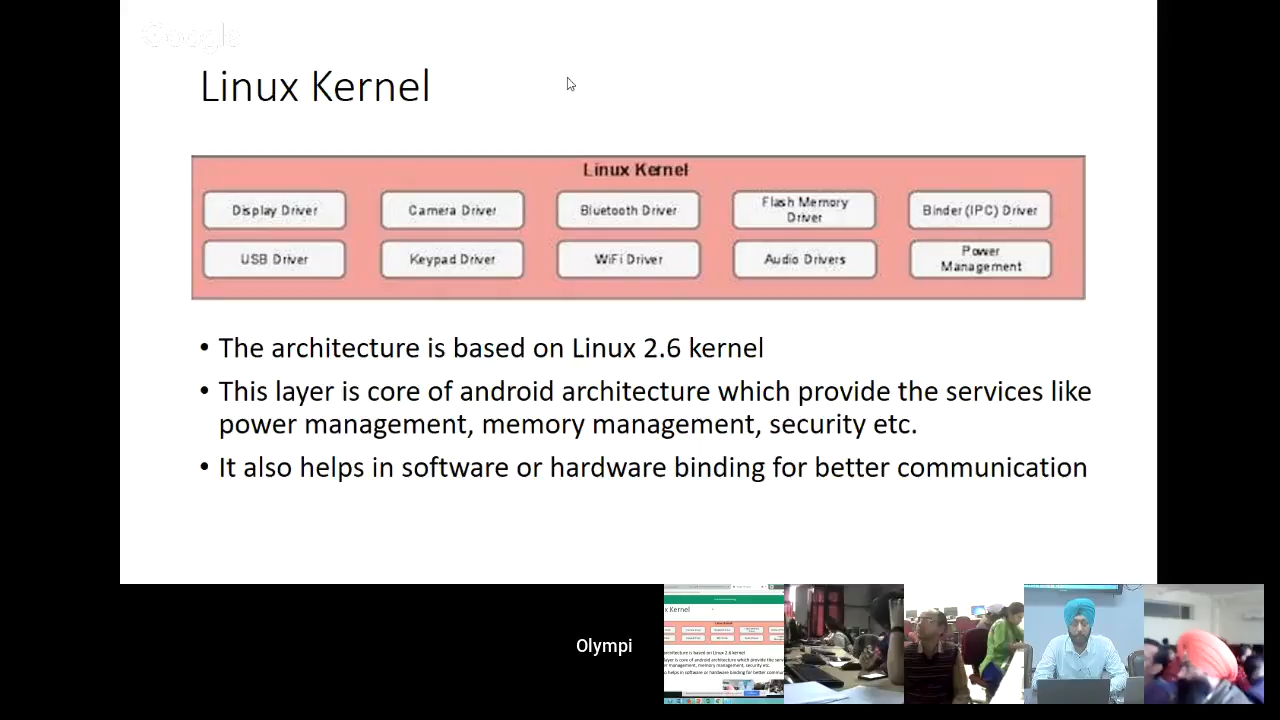 Google
Linux Kernel
Linux Kernel
Display Driver
Camera Driver
Bluetooth Driver
Flash Memory
Driver
Binder (IPC) Driver
USB Driver
Keypad Driver
WiFi Driver
Audio Drivers
Power
Management
• The architecture is based on Linux 2.6 kernel
• This layer is core of android architecture which provide the services like
power management, memory management, security etc.
• It also helps in software or hardware binding for better communication
Olympi
x Kernel